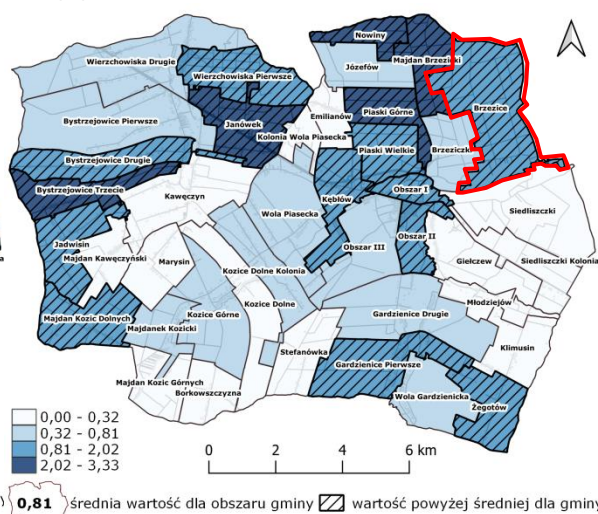 Nowiny
Wierzchowiska Drugie
Majdan Brzezicki
Józefów
Wierzchowiska Pierwsze
Brzezice
Piaski Górne
Emilianów
Bystrzejowice Pierwsze
Janówek
Kolonia Wola Piasecka
Brzeziczki
Piaski Wielkie
Bystrzejowice Drugie
Bystrzejowice Trzecie
Obszar I
Kawęczyn
Kębłów
Siedliszczki
Wola Piasecka
Obszar II
Jadwisin
Obszar III
Majdan Kawęczyński
Marysin
Giełczew
Siedliszczki Kolonia
Kozice Dolne Kolonia
Kozice Dolne
Młodziejów
Kozice Górne
Gardzienice Drugie
Majdan Kozic Dolnych
Majdanek Kozicki
Klimusin
Stefanówka
Gardzienice Pierwsze
Majdan Kozic Górnych
Borkowszczyzna
Wola Gardzienicka
Żegotów
0,00 - 0,32
0,32 - 0,81
0,81 - 2,02
2,02 - 3,33
0 2 4 6 km
0,81 średnia wartość dla obszaru gminy wartość powyżej średniej dla gminy